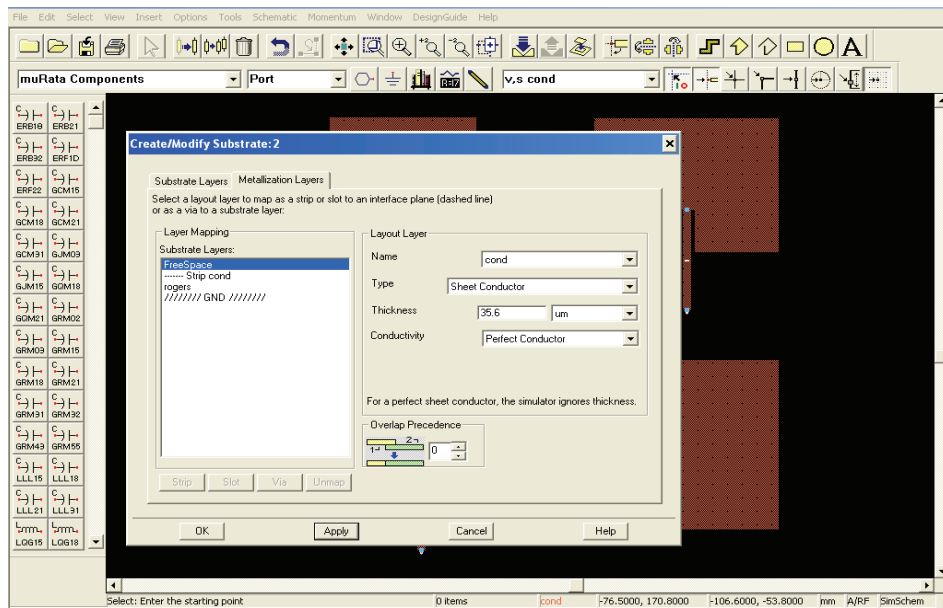 File Edit Select View Insert Options Tools Schematic Momentum Window DesignGuide Help
muRata Components Port v,s cond
ERB18 ERB21
ERB32 ERF1D
ERF22 GCM15
GCM18 GCM21
GCM31 GJM03
GJM15 GQM18
GQM21 GRM02
GRM03 GRM15
GRM18 GRM21
GRM31 GRM32
GRM43 GRM55
LLL15 LLL18
LLL21 LLL31
LQG15 LQG18
Create/Modify Substrate:2
Substrate Layers Metallization Layers
Select a layout layer to map as a strip or slot to an interface plane (dashed line)
or as a via to a substrate layer:
Layer Mapping
Substrate Layers:
FreeSpace
------- Strip cond
rogers
//////// GND ////////
Strip Slot Via Unmap
Layout Layer
Name cond
Type Sheet Conductor
Thickness 35.6 um
Conductivity Perfect Conductor
For a perfect sheet conductor, the simulator ignores thickness.
Overlap Precedence
1 2 0
OK Apply Cancel Help
Select: Enter the starting point 0 items cond -76.5000, 170.8000 -106.6000, -53.8000 mm A/RF SimSchem